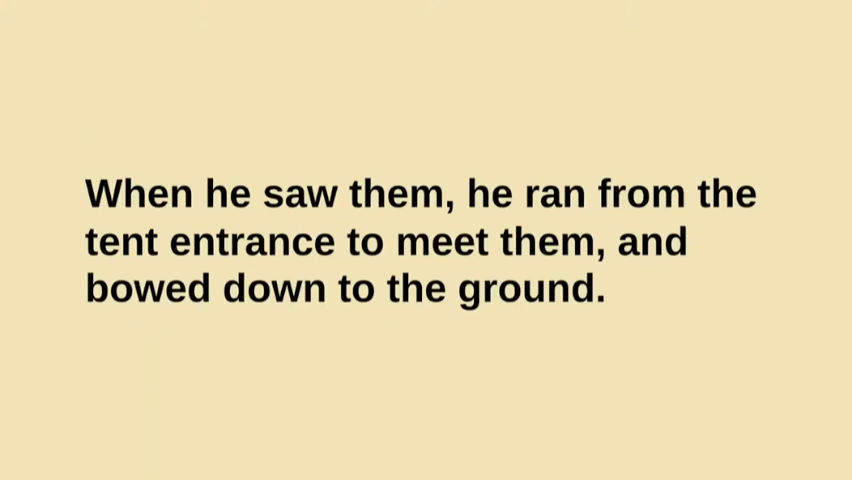 When he saw them, he ran from the
tent entrance to meet them, and
bowed down to the ground.